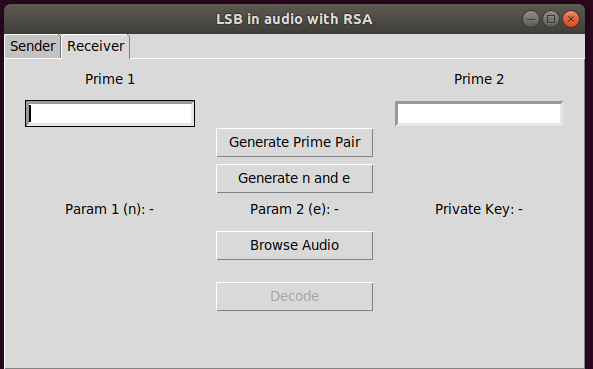 LSB in audio with RSA
Sender Receiver
Prime 1 Prime 2
Generate Prime Pair
Generate n and e
Param 1 (n): - Param 2 (e): - Private Key: -
Browse Audio
Decode